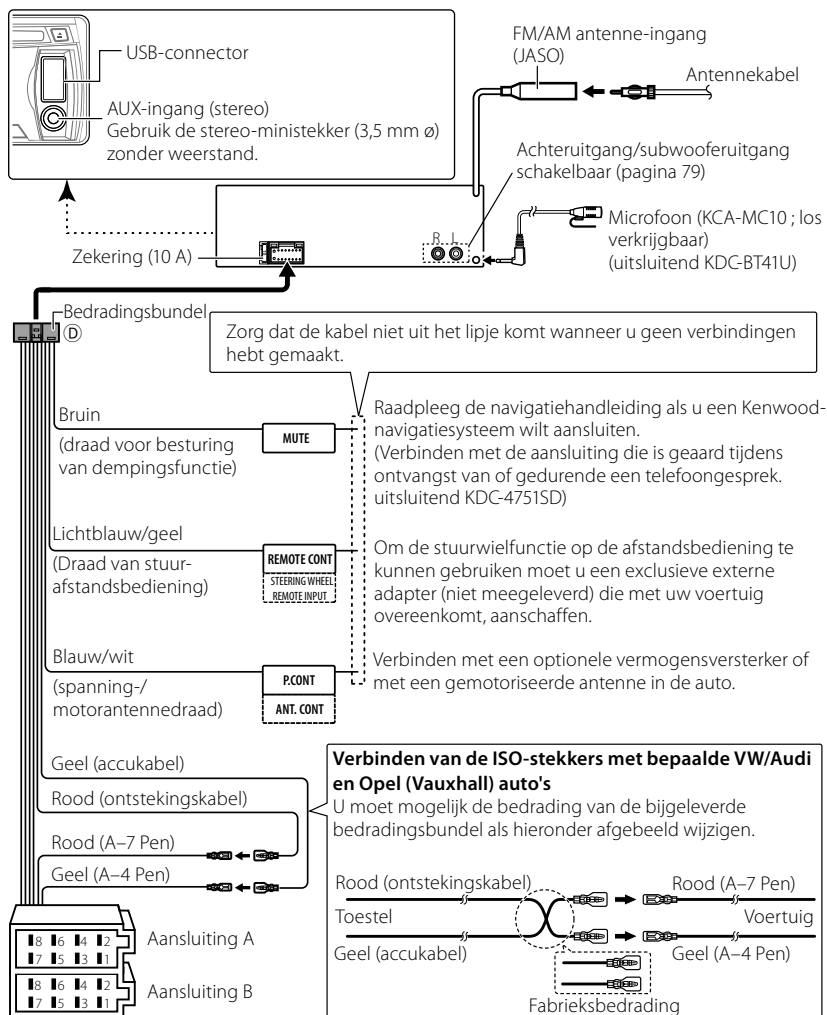 USB-connector
AUX-ingang (stereo)
Gebruik de stereo-ministekker (3,5 mm ø)
zonder weerstand.
FM/AM antenne-ingang
(JASO)
Antennekabel
Achteruitgang/subwooferuitgang
schakelbaar (pagina 79)
R L
Microfoon (KCA-MC10 ; los
verkrijgbaar)
(uitsluitend KDC-BT41U)
Zekering (10 A)
Bedradingsbundel
Ⓓ
Zorg dat de kabel niet uit het lipje komt wanneer u geen verbindingen
hebt gemaakt.
Bruin
(draad voor besturing
van dempingsfunctie)
MUTE
Raadpleeg de navigatiehandleiding als u een Kenwood-
navigatiesysteem wilt aansluiten.
(Verbinden met de aansluiting die is geaard tijdens
ontvangst van of gedurende een telefoongesprek.
uitsluitend KDC-4751SD)
Lichtblauw/geel
(Draad van stuur-
afstandsbediening)
REMOTE CONT
STEERING WHEEL
REMOTE INPUT
Om de stuurwielfunctie op de afstandsbediening te
kunnen gebruiken moet u een exclusieve externe
adapter (niet meegeleverd) die met uw voertuig
overeenkomt, aanschaffen.
Blauw/wit
(spanning-/
motorantennedraad)
P.CONT
ANT. CONT
Verbinden met een optionele vermogensversterker of
met een gemotoriseerde antenne in de auto.
Geel (accukabel)
Rood (ontstekingskabel)
Rood (A–7 Pen)
Geel (A–4 Pen)
8 6 4 2
7 5 3 1
Aansluiting A
8 6 4 2
7 5 3 1
Aansluiting B
Verbinden van de ISO-stekkers met bepaalde VW/Audi
en Opel (Vauxhall) auto's
U moet mogelijk de bedrading van de bijgeleverde
bedradingsbundel als hieronder afgebeeld wijzigen.
Rood (ontstekingskabel)
Rood (A–7 Pen)
Toestel
Voertuig
Geel (accukabel)
Geel (A–4 Pen)
Fabrieksbedrading